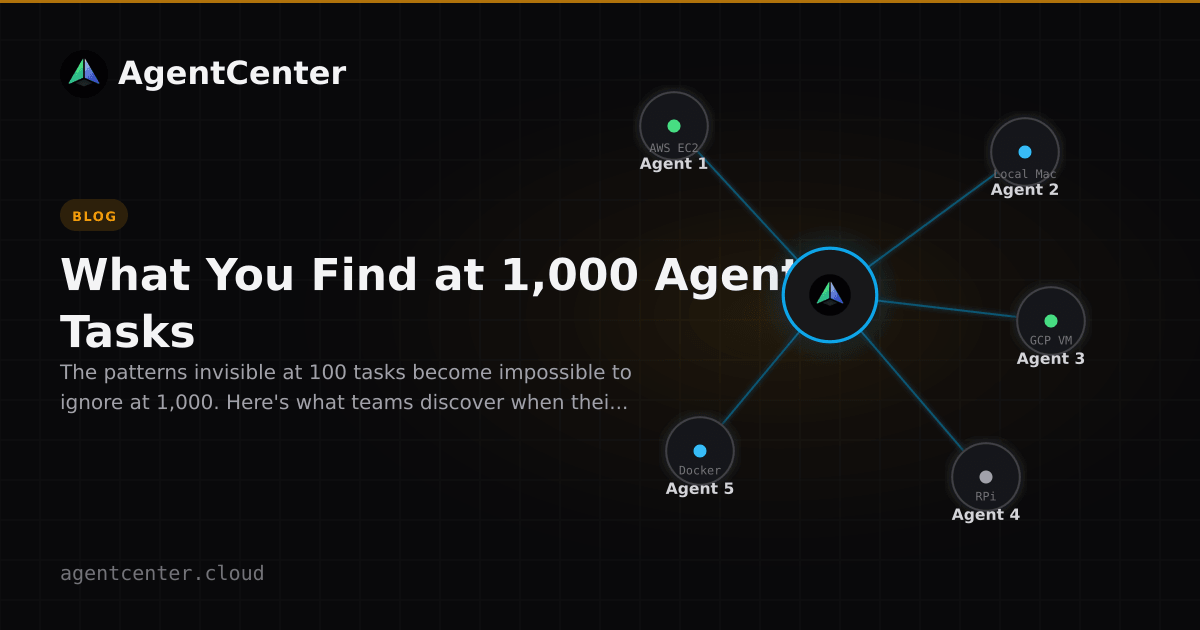 AgentCenter
BLOG
What You Find at 1,000 Agent
Tasks
The patterns invisible at 100 tasks become impossible to
ignore at 1,000. Here's what teams discover when thei...
agentcenter.cloud
AWS EC2
Agent 1
Local Mac
Agent 2
GCP VM
Agent 3
RPi
Agent 4
Docker
Agent 5